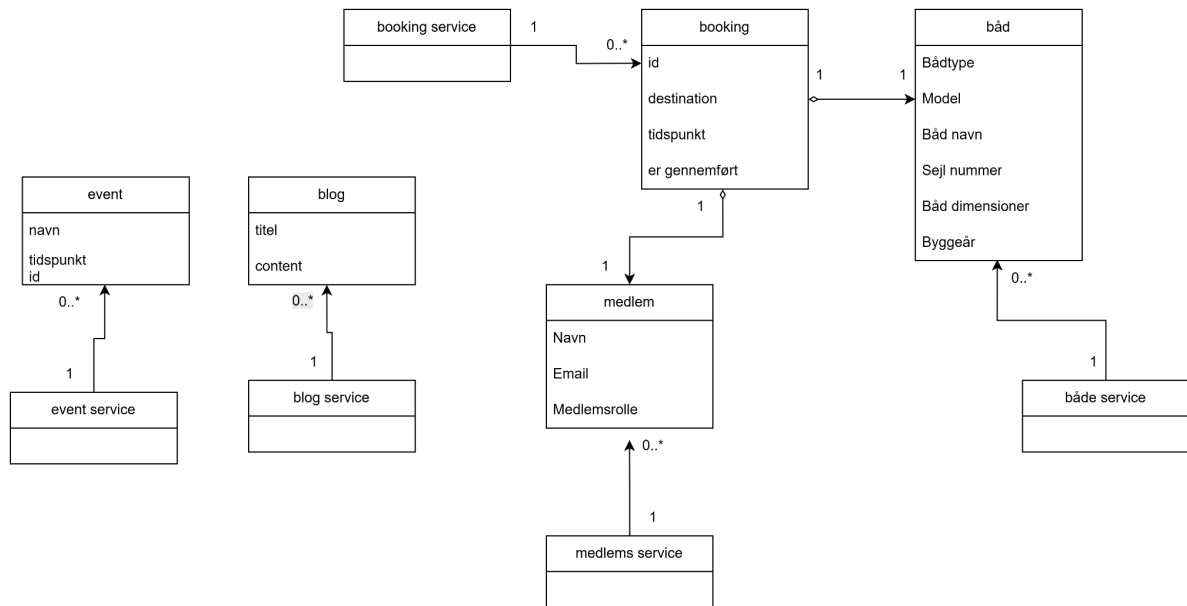 booking service
1
0..*
booking
id
destination
tidspunkt
er gennemført
1
1
båd
Bådtype
Model
Båd navn
Sejl nummer
Båd dimensioner
Byggeår
event
navn
tidspunkt
id
0..*
1
event service
blog
titel
content
0..*
1
blog service
1
1
medlem
Navn
Email
Medlemsrolle
0..*
1
medlems service
0..*
1
både service